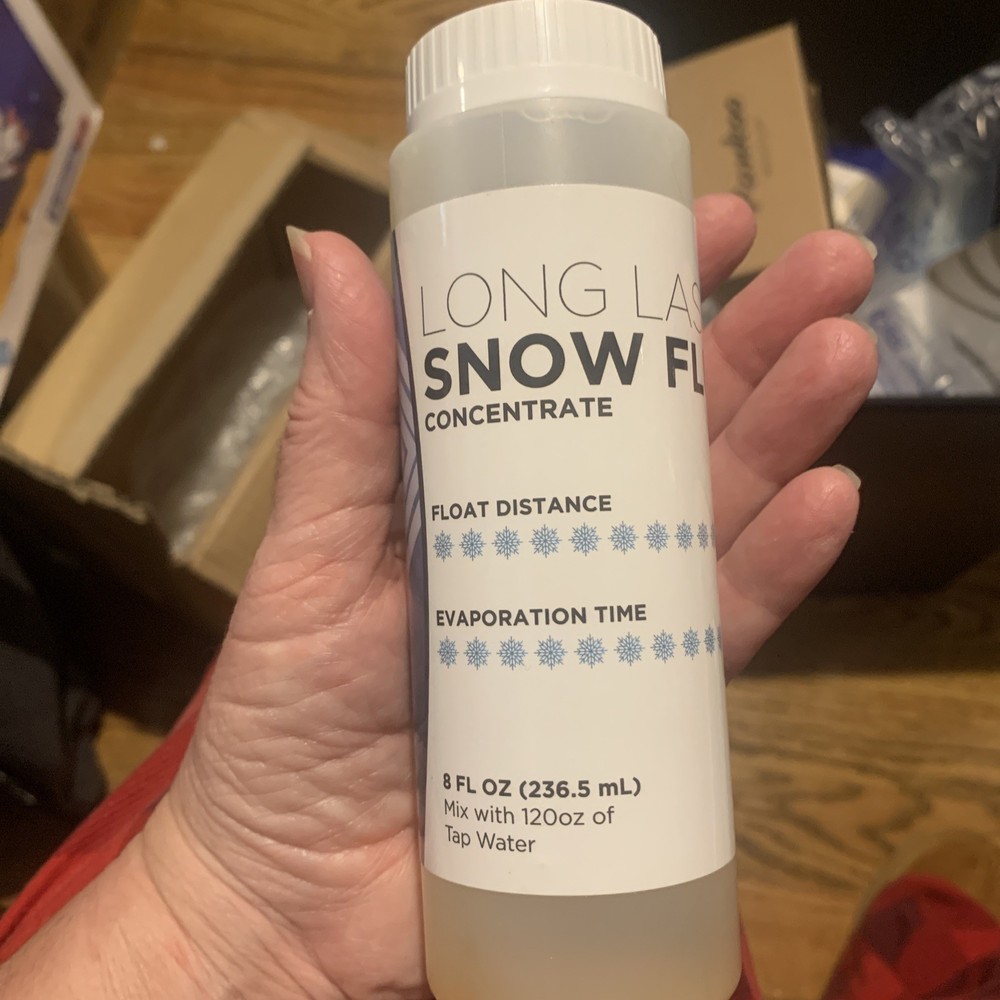 LONG LAS
SNOW FL
CONCENTRATE
FLOAT DISTANCE
EVAPORATION TIME
8 FL OZ (236.5 mL)
Mix with 120oz of
Tap Water